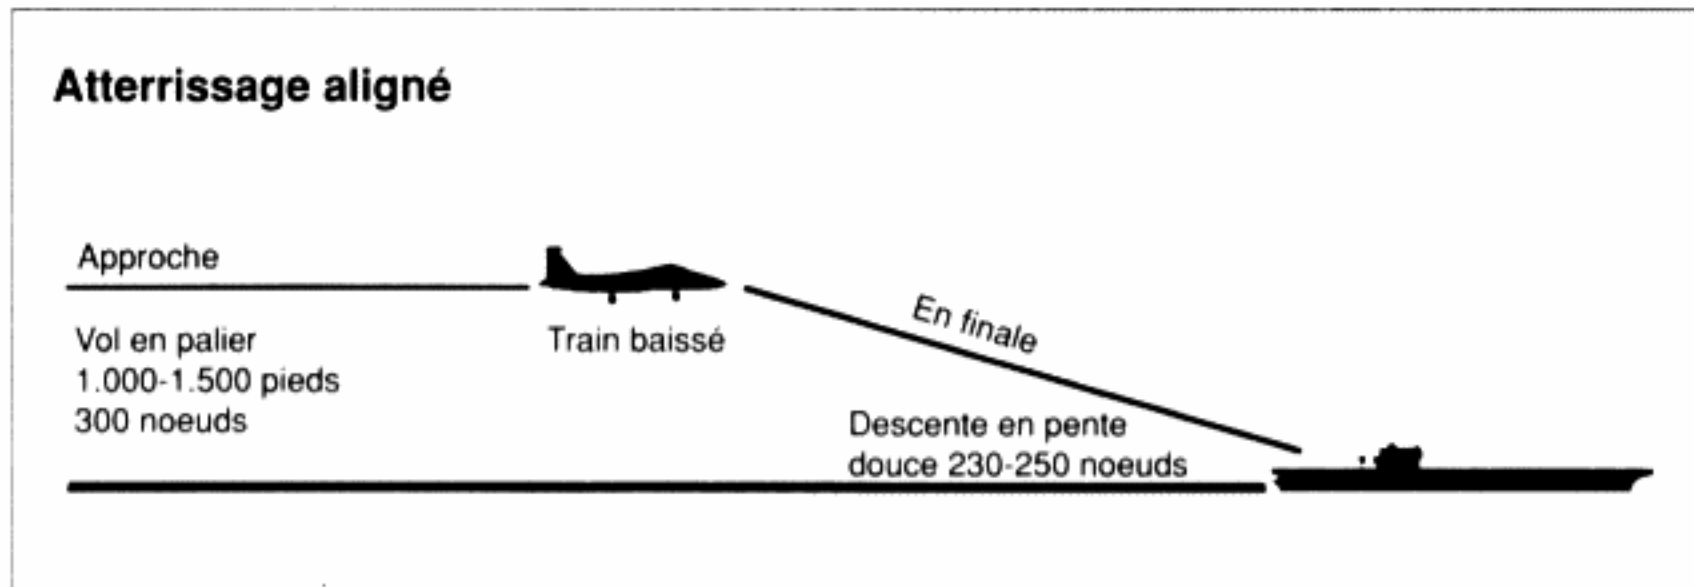 Atterrissage aligné
Approche
Vol en palier
1.000-1.500 pieds
300 noeuds
Train baissé
En finale
Descente en pente
douce 230-250 noeuds